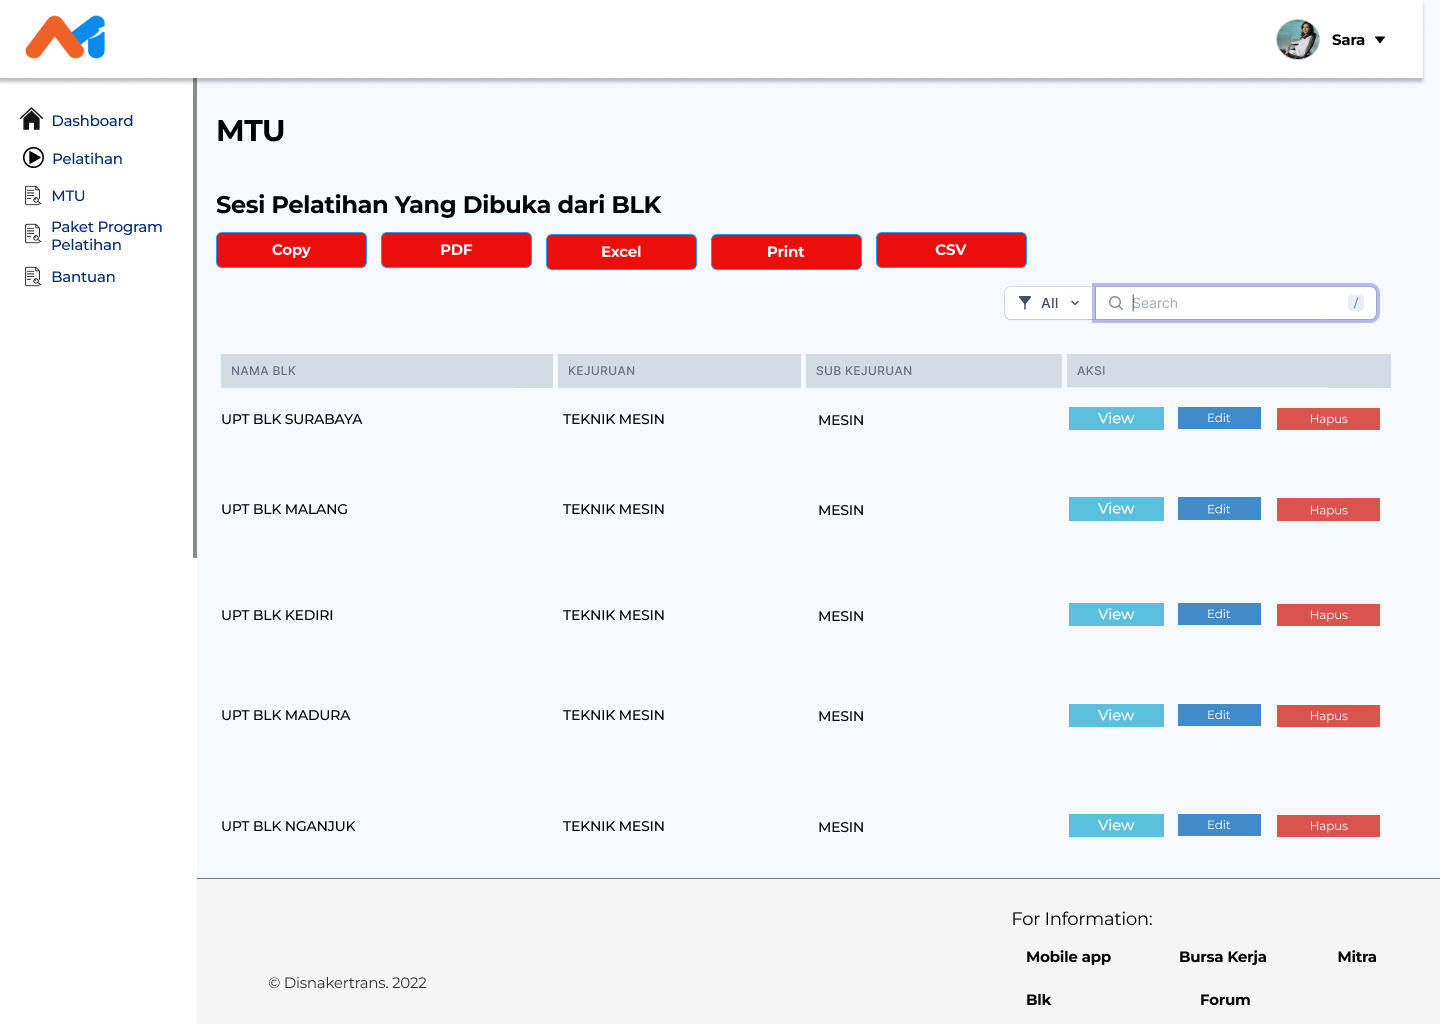 Sara
Dashboard
Pelatihan
MTU
Paket Program
Pelatihan
Bantuan
MTU
Sesi Pelatihan Yang Dibuka dari BLK
Copy PDF Excel Print CSV
All Search /
NAMA BLK KEJURUAN SUB KEJURUAN AKSI
UPT BLK SURABAYA TEKNIK MESIN MESIN View Edit Hapus
UPT BLK MALANG TEKNIK MESIN MESIN View Edit Hapus
UPT BLK KEDIRI TEKNIK MESIN MESIN View Edit Hapus
UPT BLK MADURA TEKNIK MESIN MESIN View Edit Hapus
UPT BLK NGANJUK TEKNIK MESIN MESIN View Edit Hapus
For Information:
Mobile app Bursa Kerja Mitra
© Disnakertrans. 2022
Blk Forum